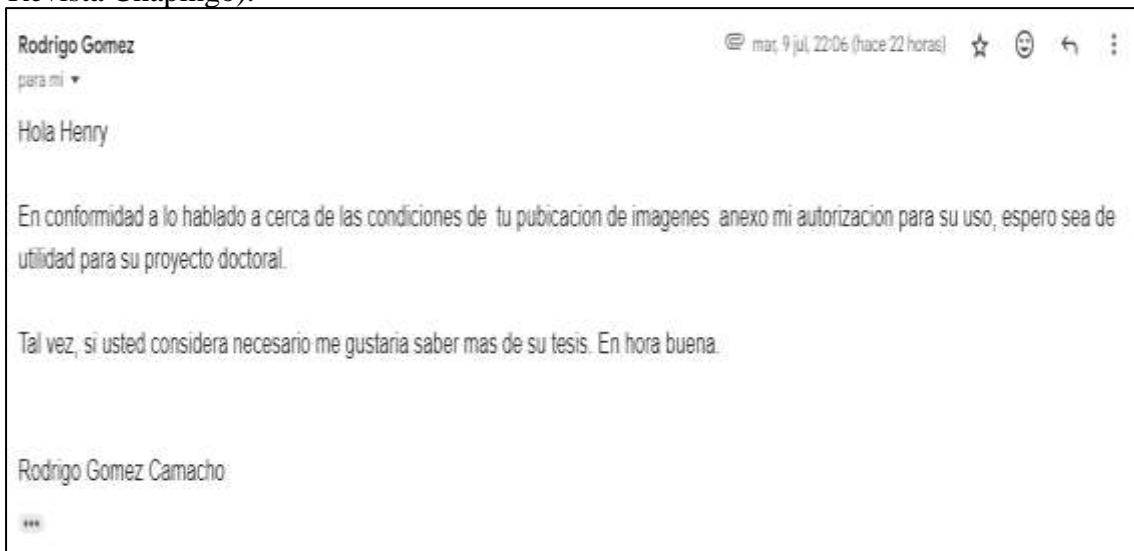 Revista Chapingo).
Rodrigo Gomez
mar, 9 jul, 22:06 (hace 22 horas)
para mi
Hola Henry
En conformidad a lo hablado a cerca de las condiciones de tu pubicacion de imagenes anexo mi autorizacion para su uso, espero sea de
utilidad para su proyecto doctoral.
Tal vez, si usted considera necesario me gustaria saber mas de su tesis. En hora buena.
Rodrigo Gomez Camacho